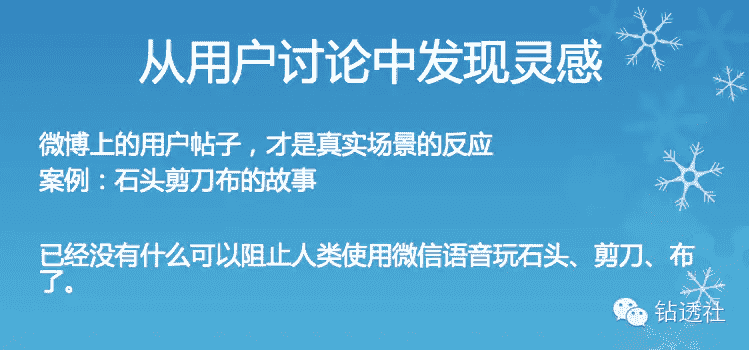 从用户讨论中发现灵感
微博上的用户帖子，才是真实场景的反应
案例：石头剪刀布的故事
已经没有什么可以阻止人类使用微信语音玩石头、剪刀、布
了。
钻透社